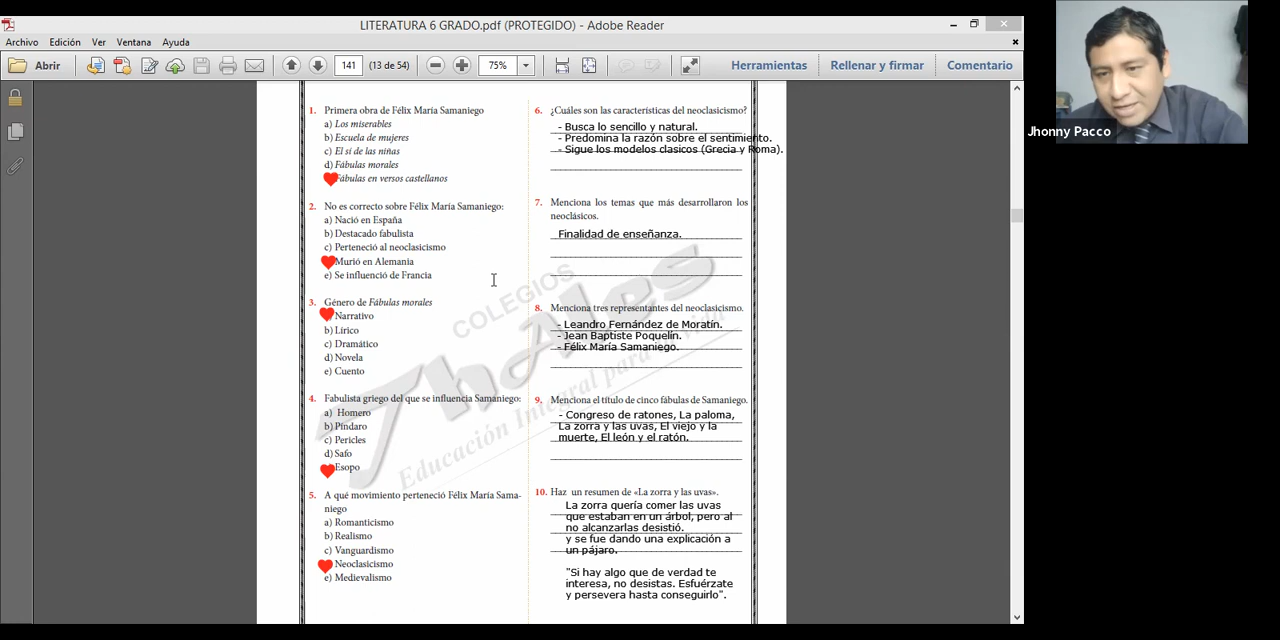 LITERATURA 6 GRADO.pdf (PROTEGIDO) - Adobe Reader
Archivo Edición Ver Ventana Ayuda
Abrir 141 (13 de 54) 75% Herramientas Rellenar y firmar Comentario
Jhonny Pacco
1. Primera obra de Félix María Samaniego
a) Los miserables
b) Escuela de mujeres
c) El sí de las niñas
d) Fábulas morales
Fábulas en versos castellanos
2. No es correcto sobre Félix María Samaniego:
a) Nació en España
b) Destacado fabulista
c) Perteneció al neoclasicismo
Murió en Alemania
e) Se influenció de Francia
3. Género de Fábulas morales
Narrativo
b) Lírico
c) Dramático
d) Novela
e) Cuento
4. Fabulista griego del que se influencia Samaniego:
a) Homero
b) Píndaro
c) Pericles
d) Safo
Esopo
5. A qué movimiento perteneció Félix María Sama-
niego
a) Romanticismo
b) Realismo
c) Vanguardismo
Neoclasicismo
e) Medievalismo
6. ¿Cuáles son las características del neoclasicismo?
- Busca lo sencillo y natural.
- Predomina la razón sobre el sentimiento.
- Sigue los modelos clasicos (Grecia y Roma).
7. Menciona los temas que más desarrollaron los
neoclásicos.
Finalidad de enseñanza.
8. Menciona tres representantes del neoclasicismo.
- Leandro Fernández de Moratín.
- Jean Baptiste Poquelín.
- Félix María Samaniego.
9. Menciona el título de cinco fábulas de Samaniego.
- Congreso de ratones, La paloma,
La zorra y las uvas, El viejo y la
muerte, El león y el ratón.
10. Haz un resumen de «La zorra y las uvas».
La zorra quería comer las uvas
que estaban en un árbol, pero al
no alcanzarlas desistió.
y se fue dando una explicación a
un pájaro.
"Si hay algo que de verdad te
interesa, no desistas. Esfuérzate
y persevera hasta conseguirlo".
COLEGIOS
ThAles
Educación Integral para la vida